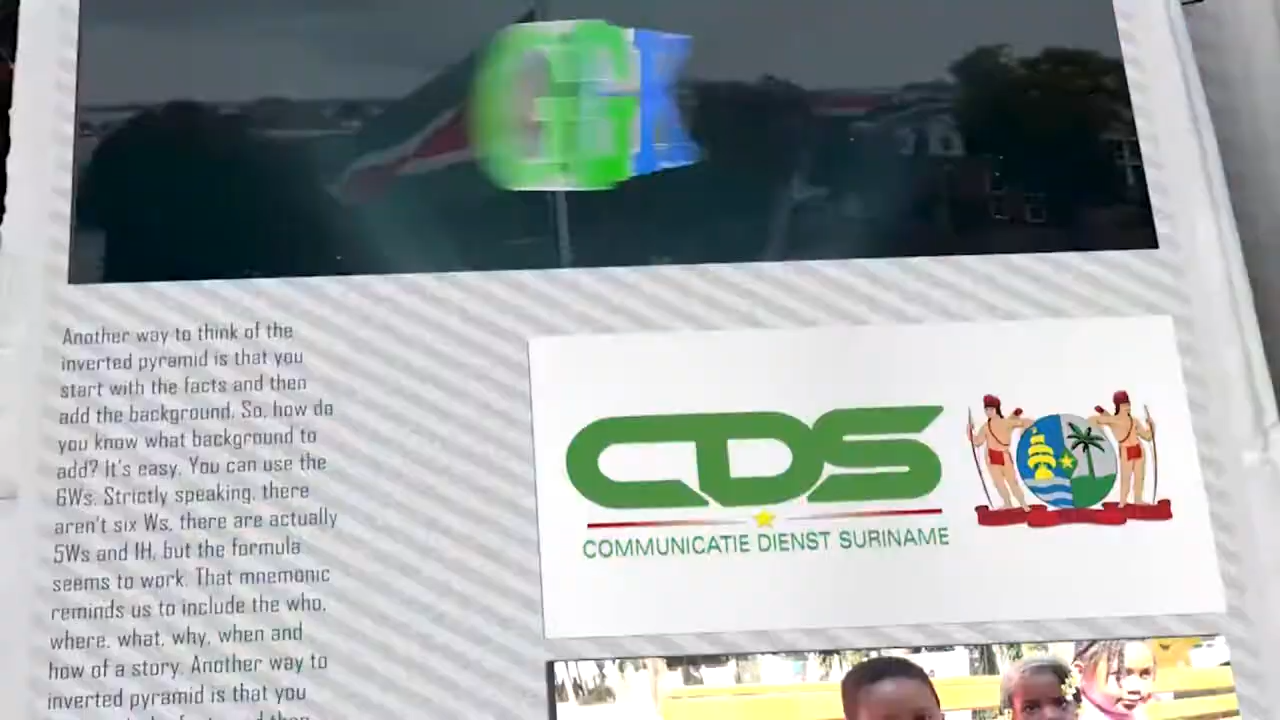 Another way to think of the
inverted pyramid is that you
start with the facts and then
add the background. So, how do
you know what background to
add? It's easy. You can use the
6Ws. Strictly speaking, there
aren't six Ws, there are actually
5Ws and 1H, but the formula
seems to work. That mnemonic
reminds us to include the who,
where, what, why, when and
how of a story. Another way to
inverted pyramid is that you
CDS
COMMUNICATIE DIENST SURINAME